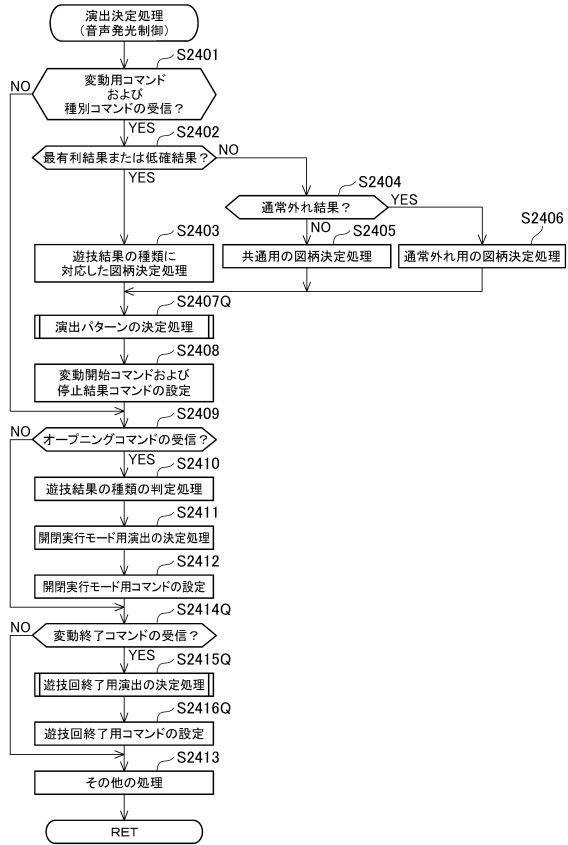 演出決定処理
(音声発光制御)
S2401
変動用コマンド
および
種別コマンドの受信？
NO
YES
S2402
最有利結果または低確結果？
NO
YES
S2404
通常外れ結果？
YES
NO
S2403
遊技結果の種類に
対応した図柄決定処理
S2405
共通用の図柄決定処理
S2406
通常外れ用の図柄決定処理
S2407Q
演出パターンの決定処理
S2408
変動開始コマンドおよび
停止結果コマンドの設定
S2409
オープニングコマンドの受信？
NO
YES
S2410
遊技結果の種類の判定処理
S2411
開閉実行モード用演出の決定処理
S2412
開閉実行モード用コマンドの設定
S2414Q
変動終了コマンドの受信？
NO
YES
S2415Q
遊技回終了用演出の決定処理
S2416Q
遊技回終了用コマンドの設定
S2413
その他の処理
RET